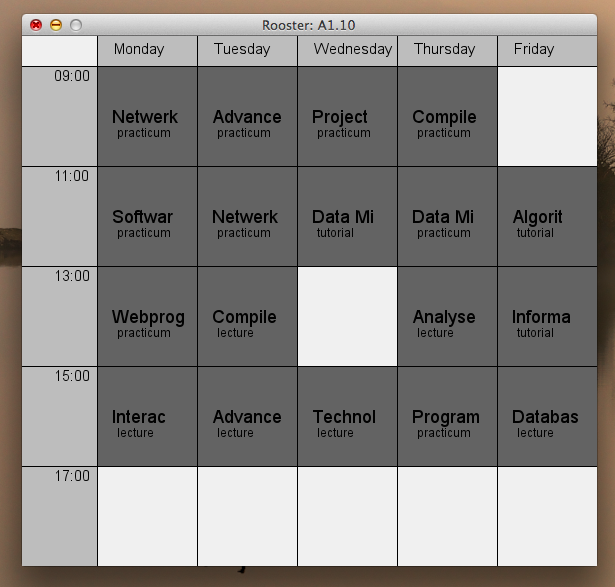 Rooster: A1.10
Monday Tuesday Wednesday Thursday Friday
09:00
Netwerk Advance Project Compile
practicum practicum practicum practicum
11:00
Softwar Netwerk Data Mi Data Mi Algorit
practicum practicum tutorial practicum tutorial
13:00
Webprog Compile Analyse Informa
practicum lecture lecture tutorial
15:00
Interac Advance Technol Program Databas
lecture lecture lecture practicum lecture
17:00